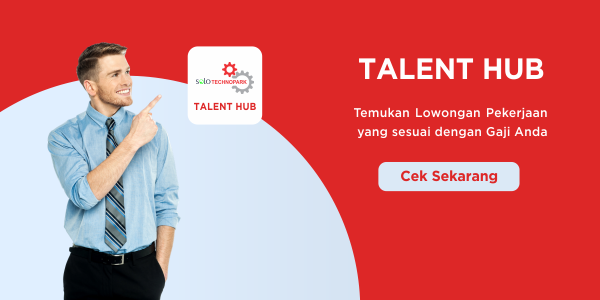 SOLO TECHNOPARK
TALENT HUB
TALENT HUB
Temukan Lowongan Pekerjaan
yang sesuai dengan Gaji Anda
Cek Sekarang